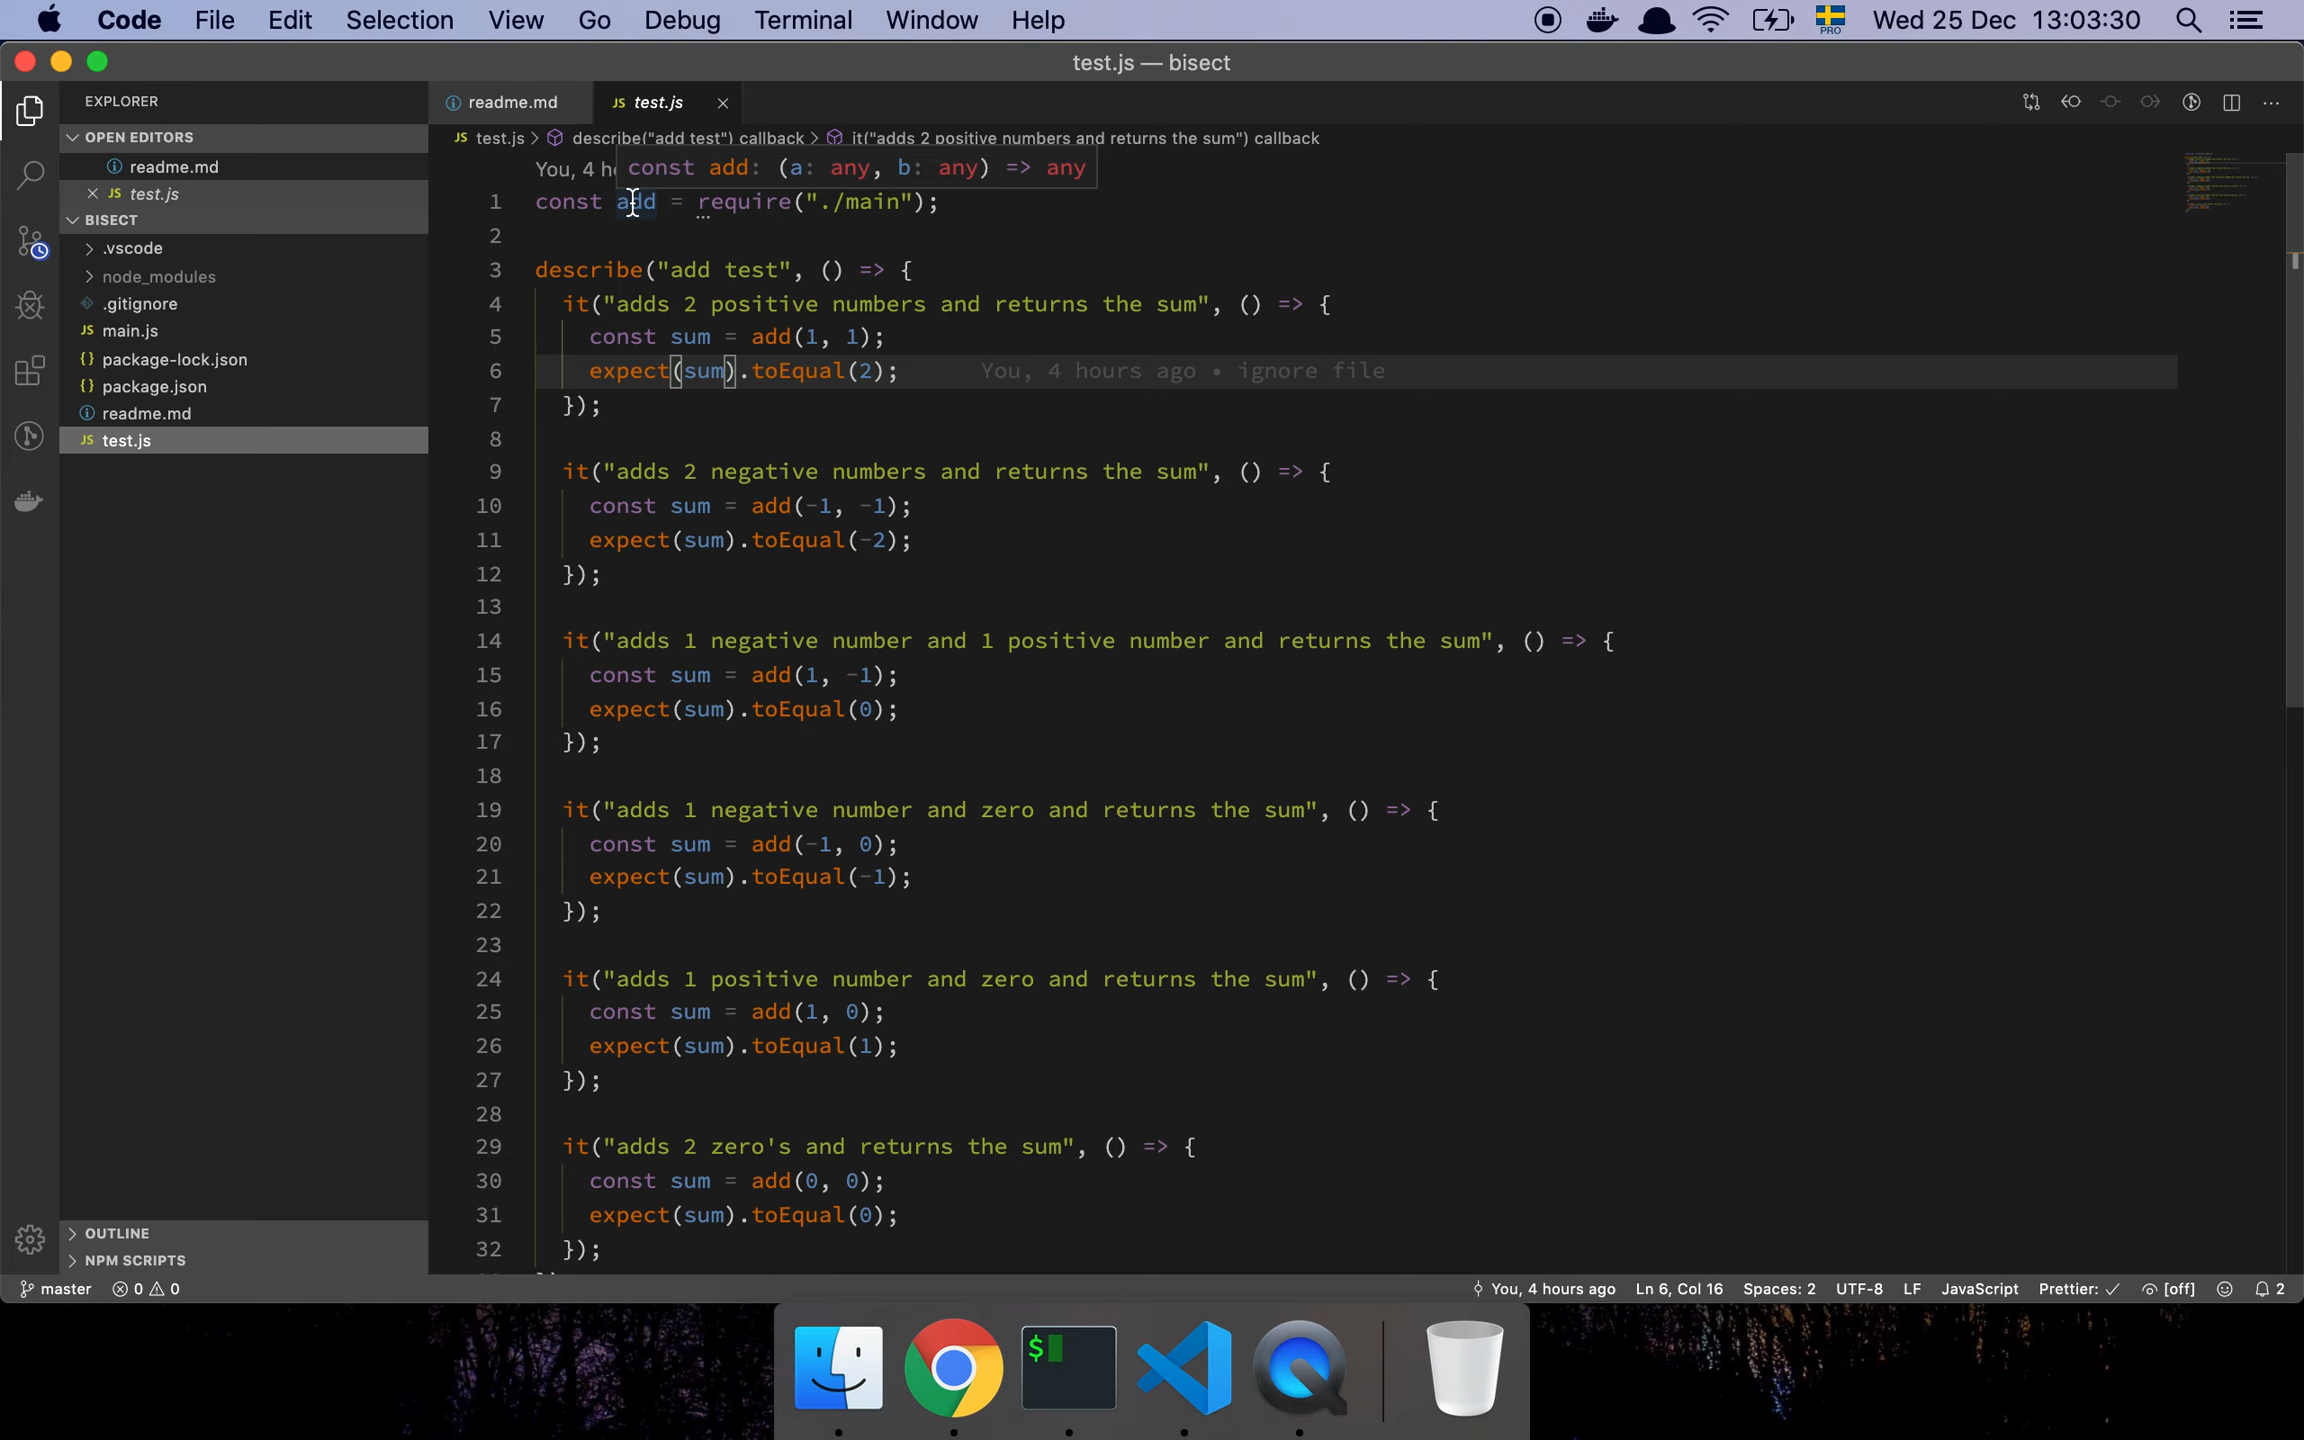 Code File Edit Selection View Go Debug Terminal Window Help PRO Wed 25 Dec 13:03:30
test.js — bisect
EXPLORER
OPEN EDITORS
readme.md
JS test.js
BISECT
.vscode
node_modules
.gitignore
JS main.js
{} package-lock.json
{} package.json
readme.md
JS test.js
OUTLINE
NPM SCRIPTS
readme.md JS test.js
JS test.js > describe("add test") callback > it("adds 2 positive numbers and returns the sum") callback
You, 4 h
const add: (a: any, b: any) => any
1 const add = require("./main");
2
3 describe("add test", () => {
4 it("adds 2 positive numbers and returns the sum", () => {
5 const sum = add(1, 1);
6 expect(sum).toEqual(2); You, 4 hours ago • ignore file
7 });
8
9 it("adds 2 negative numbers and returns the sum", () => {
10 const sum = add(-1, -1);
11 expect(sum).toEqual(-2);
12 });
13
14 it("adds 1 negative number and 1 positive number and returns the sum", () => {
15 const sum = add(1, -1);
16 expect(sum).toEqual(0);
17 });
18
19 it("adds 1 negative number and zero and returns the sum", () => {
20 const sum = add(-1, 0);
21 expect(sum).toEqual(-1);
22 });
23
24 it("adds 1 positive number and zero and returns the sum", () => {
25 const sum = add(1, 0);
26 expect(sum).toEqual(1);
27 });
28
29 it("adds 2 zero's and returns the sum", () => {
30 const sum = add(0, 0);
31 expect(sum).toEqual(0);
32 });
master 0 0 You, 4 hours ago Ln 6, Col 16 Spaces: 2 UTF-8 LF JavaScript Prettier: ✓ [off] 2
$